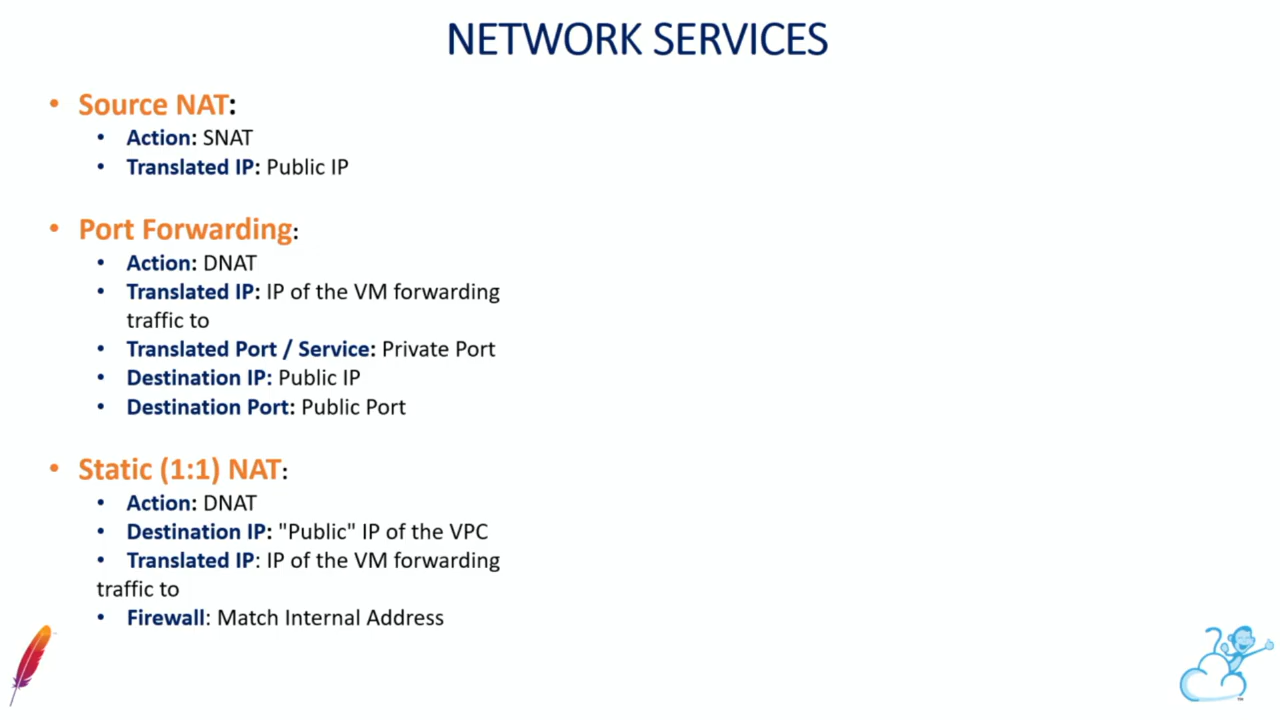 NETWORK SERVICES
• Source NAT:
• Action: SNAT
• Translated IP: Public IP
• Port Forwarding:
• Action: DNAT
• Translated IP: IP of the VM forwarding
traffic to
• Translated Port / Service: Private Port
• Destination IP: Public IP
• Destination Port: Public Port
• Static (1:1) NAT:
• Action: DNAT
• Destination IP: "Public" IP of the VPC
• Translated IP: IP of the VM forwarding
traffic to
• Firewall: Match Internal Address